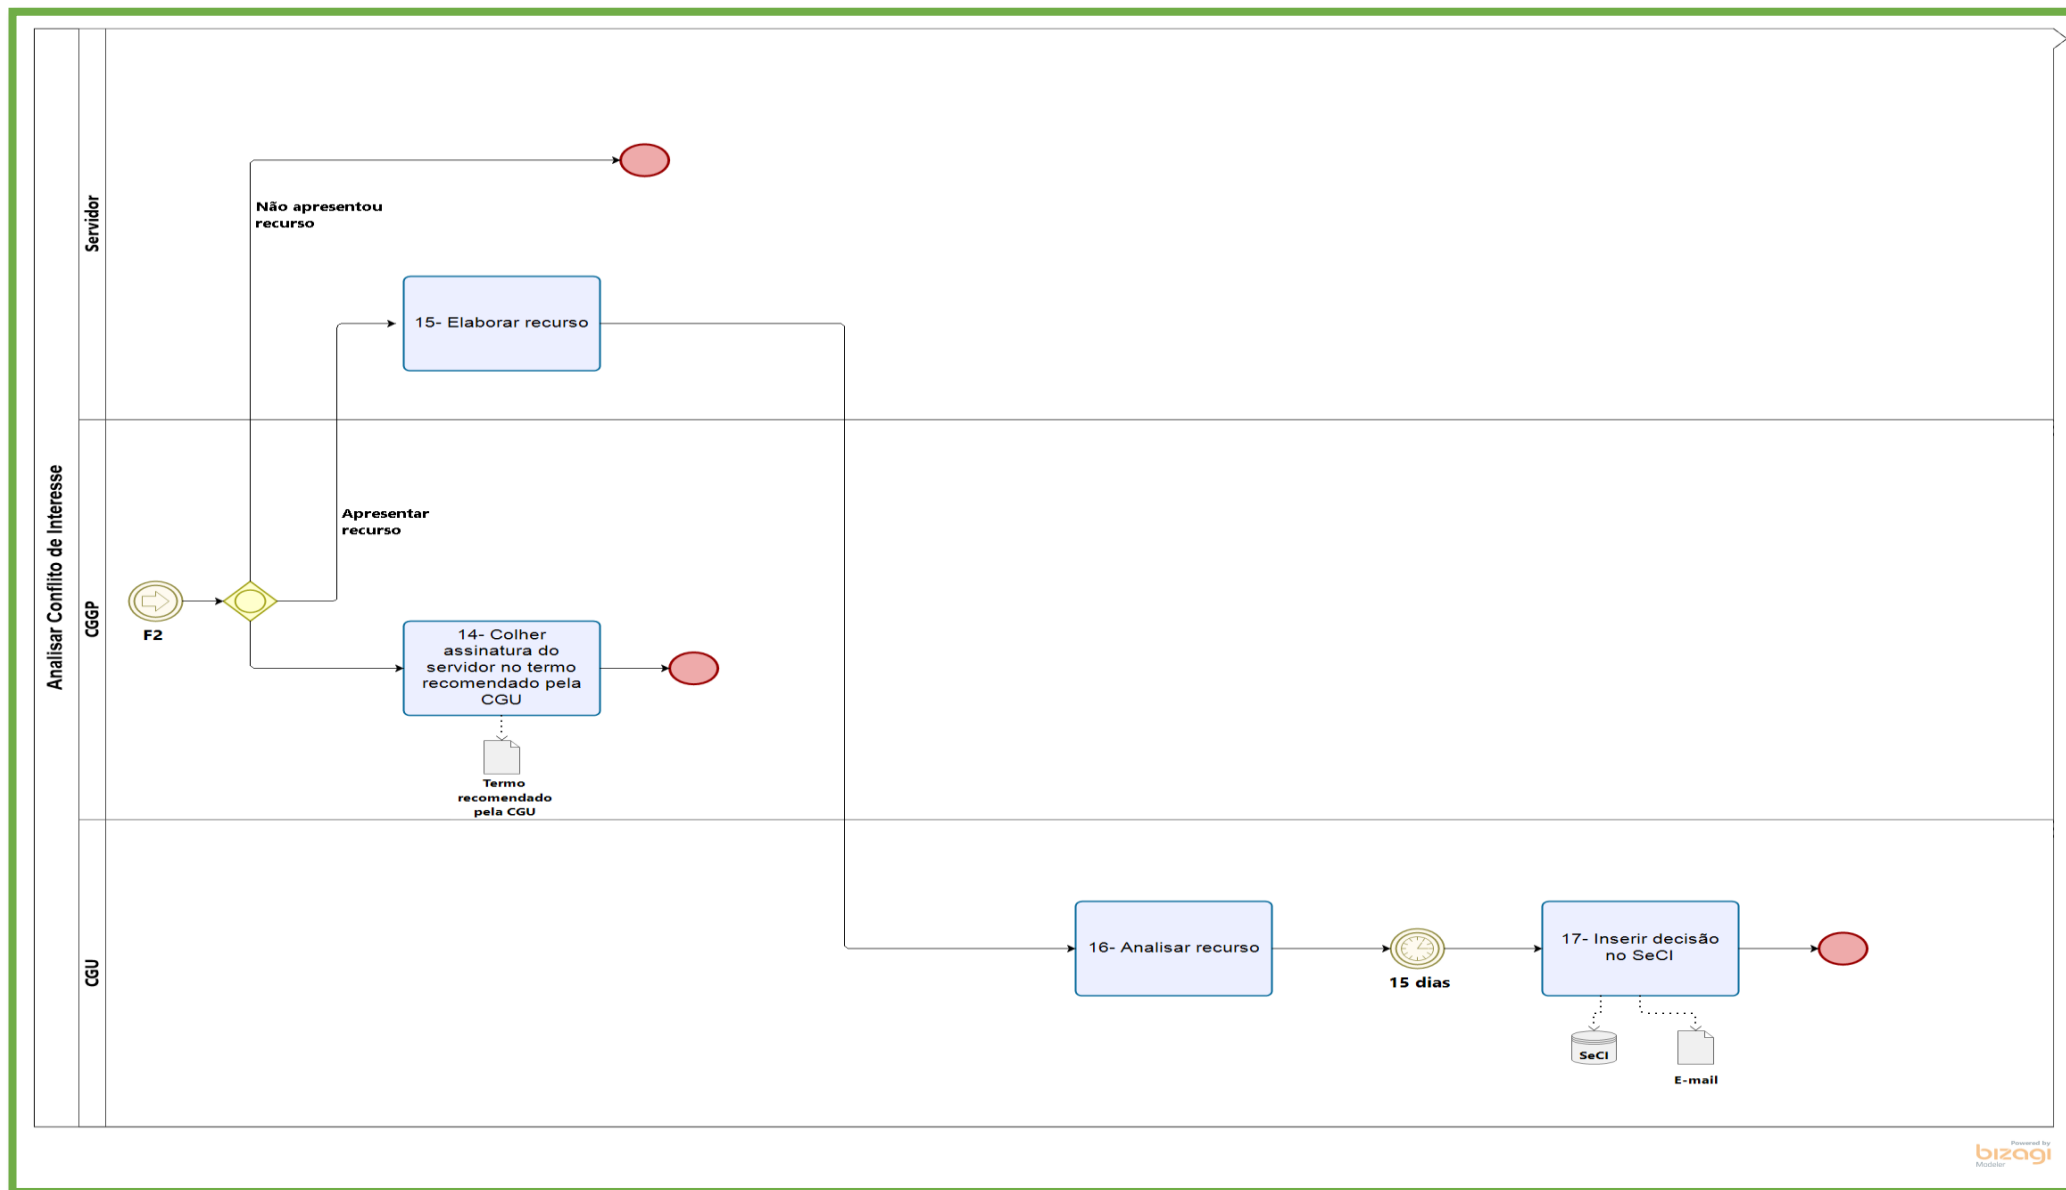 Analisar Conflito de Interesse
Servidor
Não apresentou
recurso
15- Elaborar recurso
CGGP
Apresentar
recurso
F2
14- Colher
assinatura do
servidor no termo
recomendado pela
CGU
Termo
recomendado
pela CGU
CGU
16- Analisar recurso
15 dias
17- Inserir decisão
no SeCI
SeCI
E-mail
Powered by
bizagi
Modeler